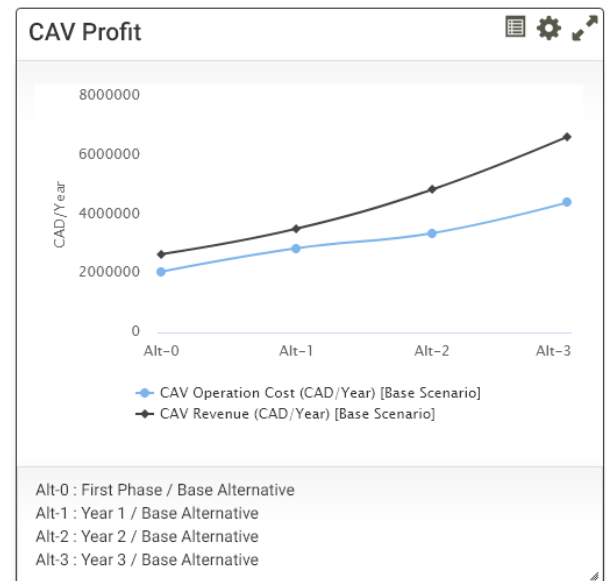 CAV Profit
8000000
6000000
4000000
2000000
0
CAD/Year
Alt-0 Alt-1 Alt-2 Alt-3
CAV Operation Cost (CAD/Year) [Base Scenario]
CAV Revenue (CAD/Year) [Base Scenario]
Alt-0 : First Phase / Base Alternative
Alt-1 : Year 1 / Base Alternative
Alt-2 : Year 2 / Base Alternative
Alt-3 : Year 3 / Base Alternative